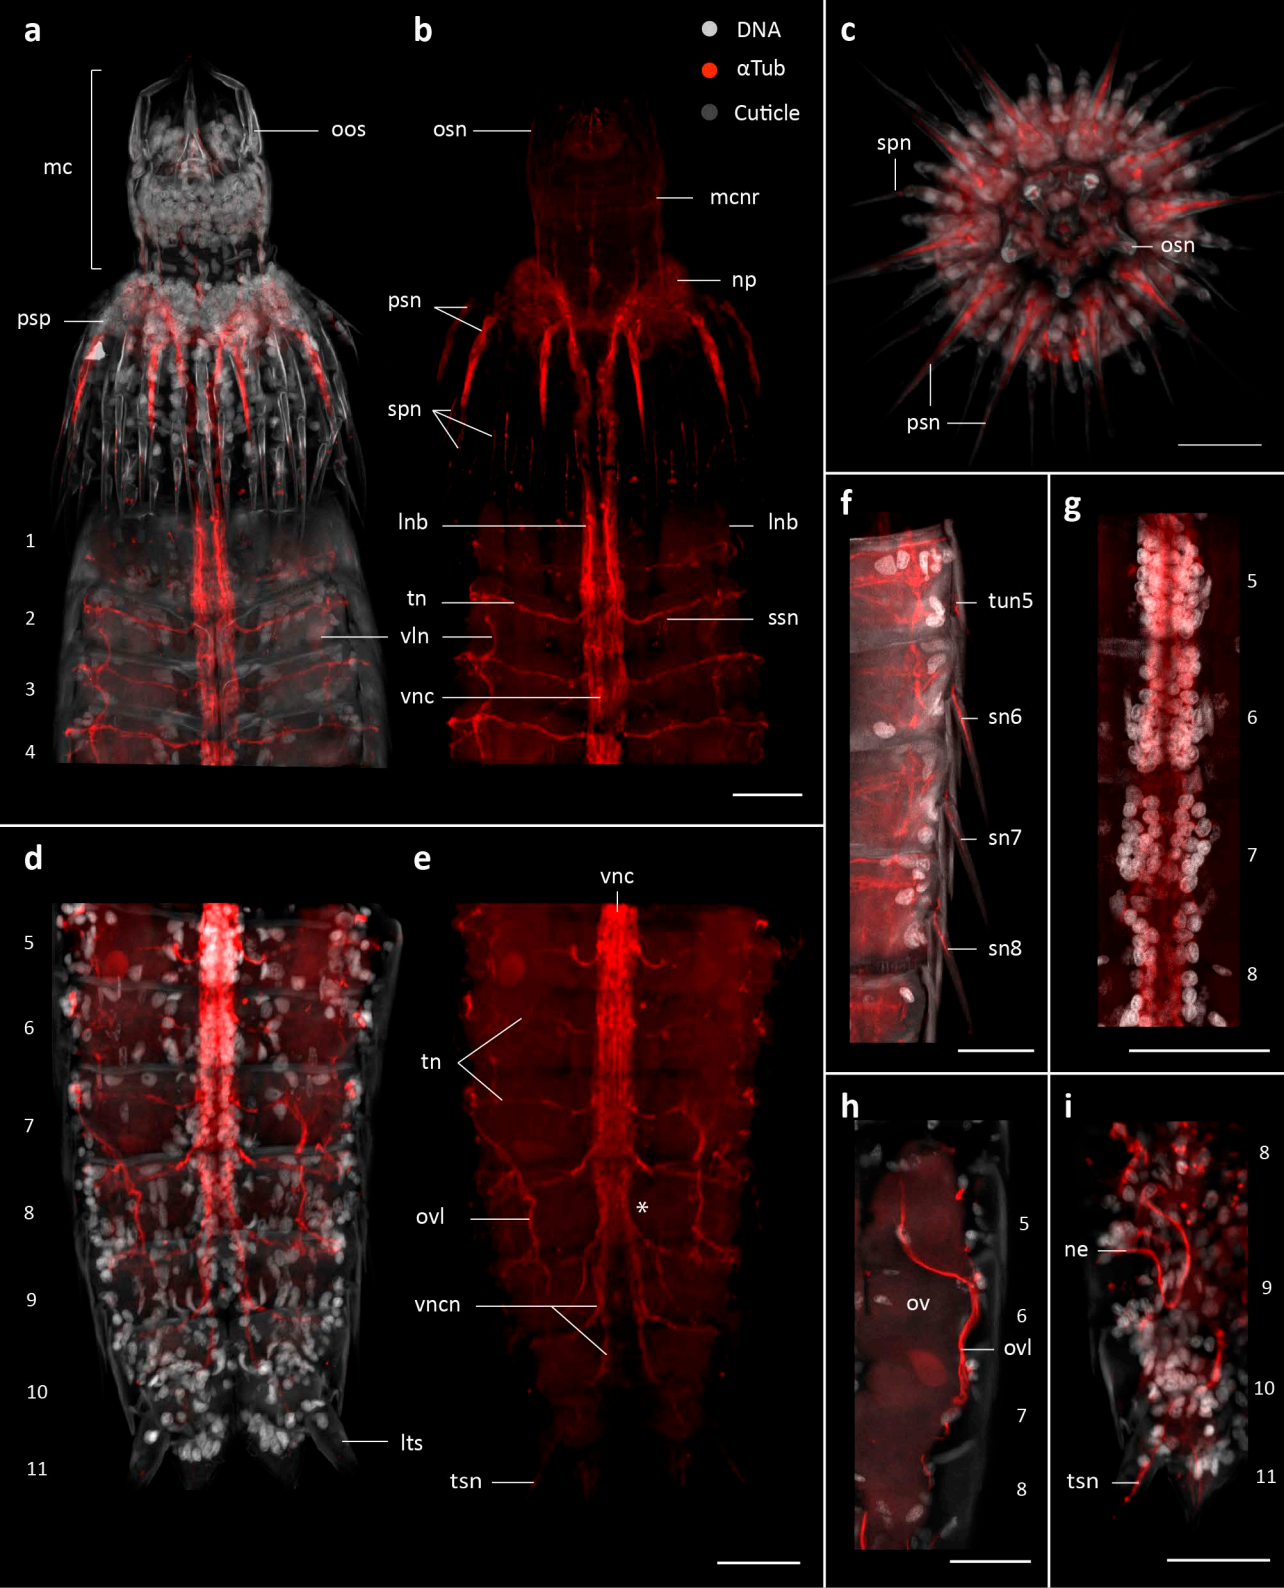 a
b
DNA
αTub
Cuticle
mc
oos
osn
mcnr
np
psp
psn
spn
lnb
lnb
tn
vln
ssn
vnc
1
2
3
4
c
spn
osn
psn
d
5
6
7
8
9
10
11
lts
e
vnc
tn
ovl
*
vncn
tsn
f
tun5
sn6
sn7
sn8
g
5
6
7
8
h
ov
ovl
5
6
7
8
i
ne
tsn
8
9
10
11